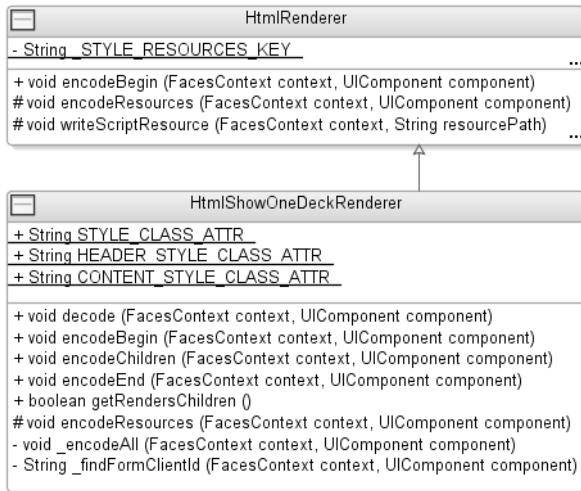 HtmlRenderer
- String _STYLE_RESOURCES_KEY
...
+ void encodeBegin (FacesContext context, UIComponent component)
# void encodeResources (FacesContext context, UIComponent component)
# void writeScriptResource (FacesContext context, String resourcePath)
...
HtmlShowOneDeckRenderer
+ String STYLE_CLASS_ATTR
+ String HEADER_STYLE_CLASS_ATTR
+ String CONTENT_STYLE_CLASS_ATTR
+ void decode (FacesContext context, UIComponent component)
+ void encodeBegin (FacesContext context, UIComponent component)
+ void encodeChildren (FacesContext context, UIComponent component)
+ void encodeEnd (FacesContext context, UIComponent component)
+ boolean getRendersChildren ()
# void encodeResources (FacesContext context, UIComponent component)
- void _encodeAll (FacesContext context, UIComponent component)
- String _findFormClientId (FacesContext context, UIComponent component)